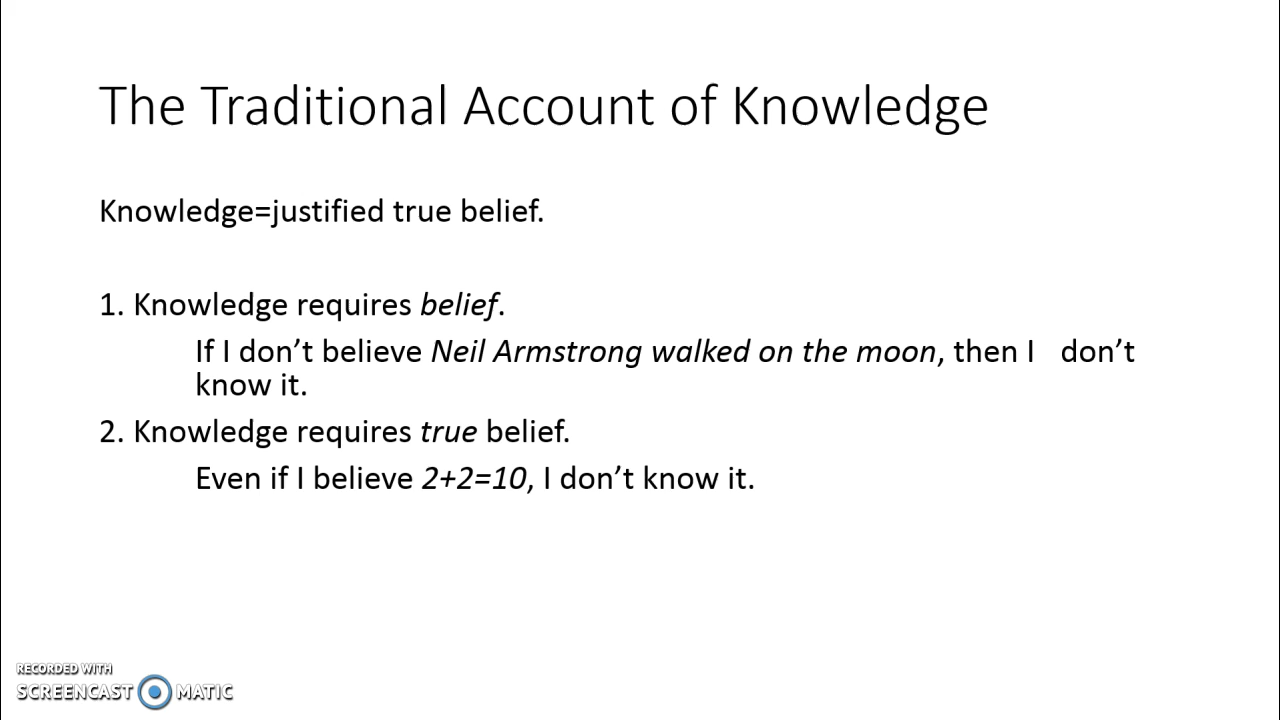 The Traditional Account of Knowledge
Knowledge=justified true belief.
1. Knowledge requires belief.
If I don’t believe Neil Armstrong walked on the moon, then I   don’t
know it.
2. Knowledge requires true belief.
Even if I believe 2+2=10, I don’t know it.
RECORDED WITH
SCREENCAST MATIC